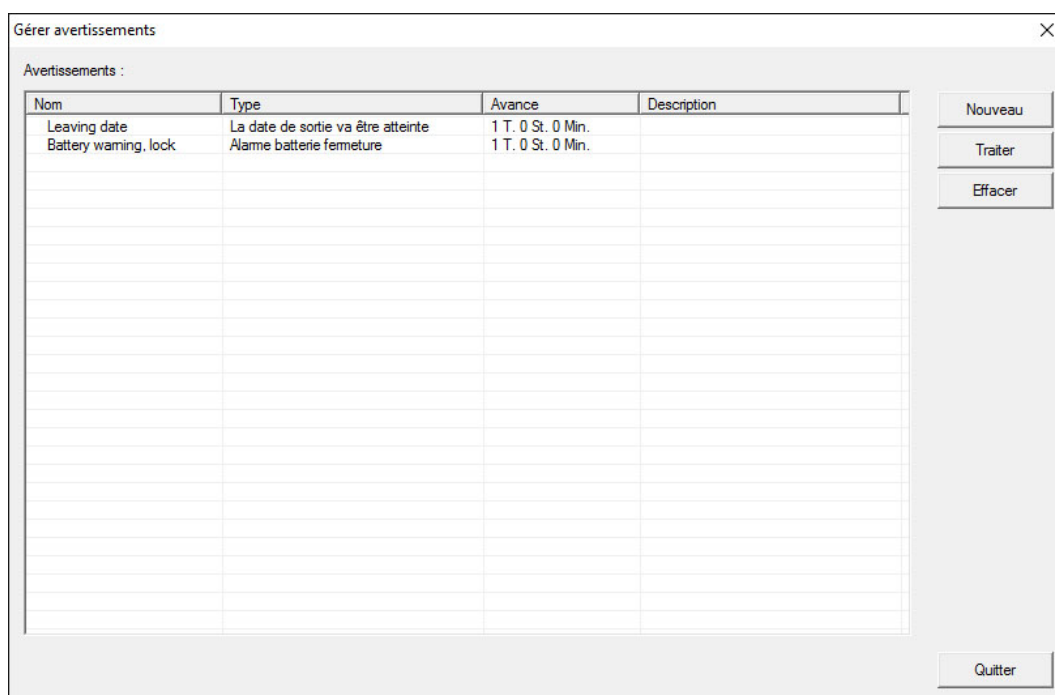 Gérer avertissements
Avertissements :
Nom Type Avance Description
Leaving date La date de sortie va être atteinte 1 T. 0 St. 0 Min.
Battery warning, lock Alarme batterie fermeture 1 T. 0 St. 0 Min.
Nouveau
Traiter
Effacer
Quitter